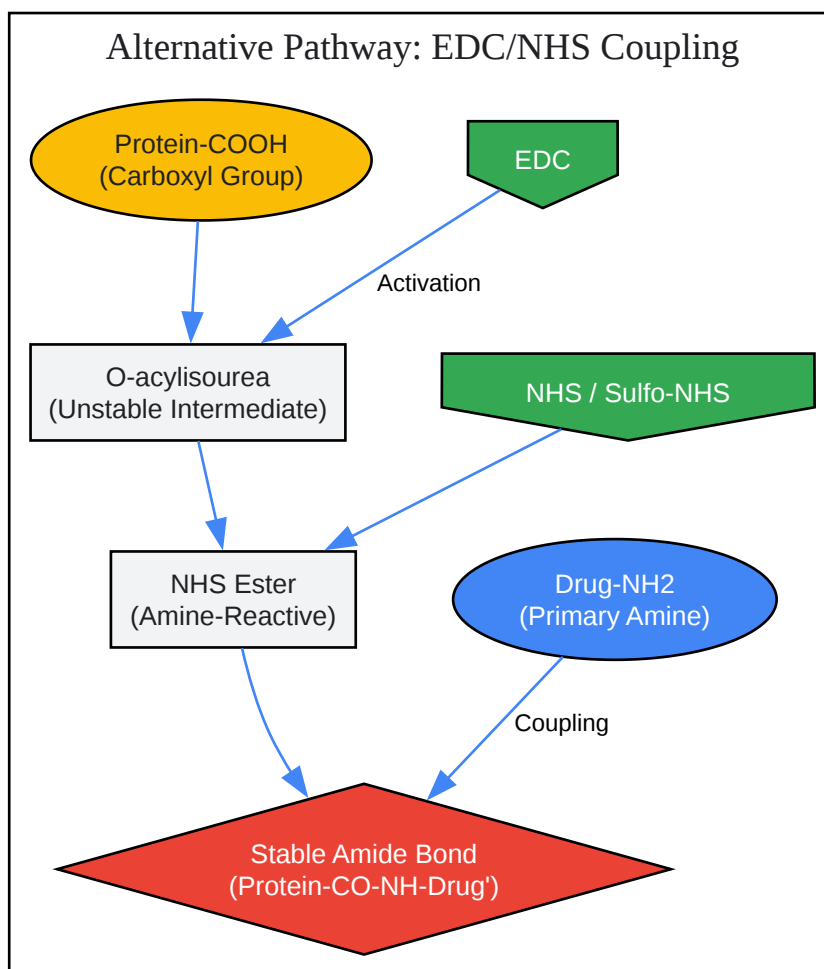 Alternative Pathway: EDC/NHS Coupling
Protein-COOH
(Carboxyl Group)
EDC
Activation
O-acylisourea
(Unstable Intermediate)
NHS / Sulfo-NHS
NHS Ester
(Amine-Reactive)
Drug-NH2
(Primary Amine)
Coupling
Stable Amide Bond
(Protein-CO-NH-Drug')